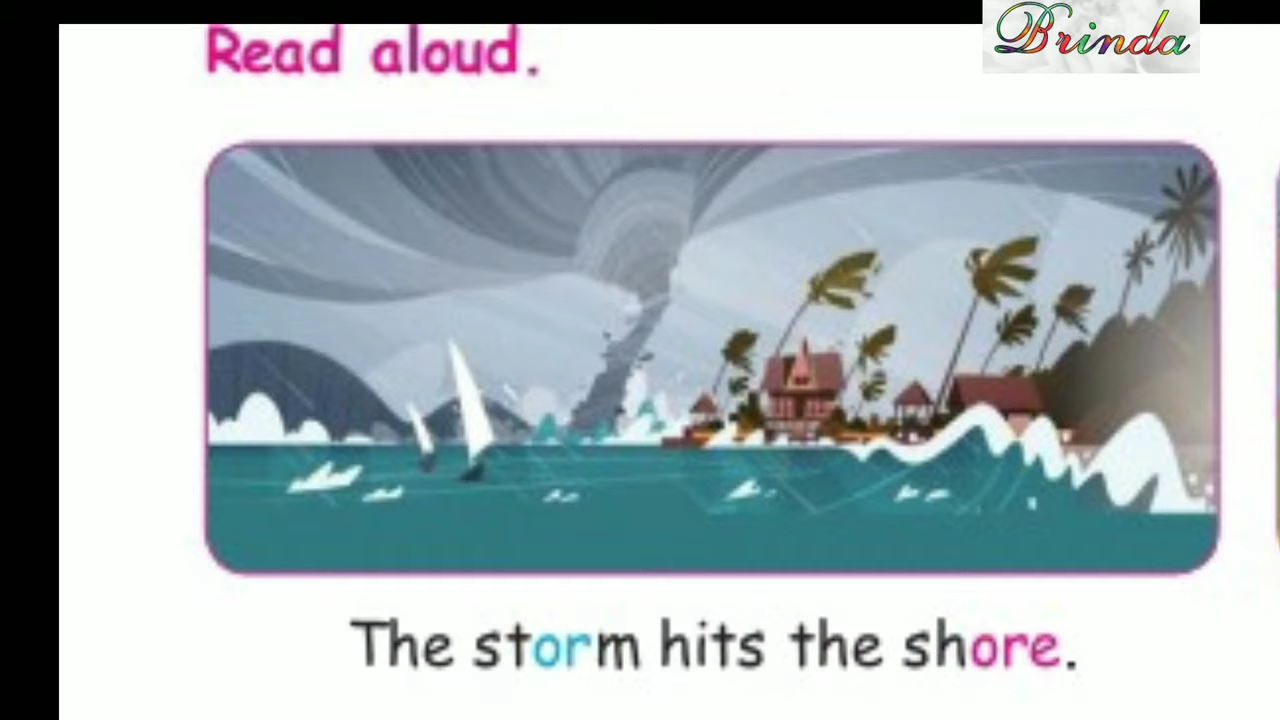 Brinda
Read aloud.
The storm hits the shore.